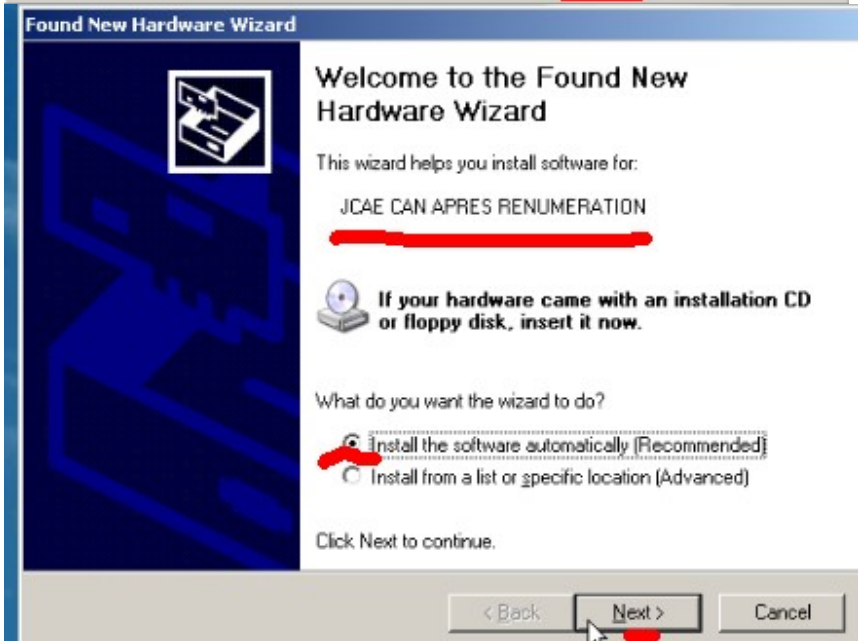 Found New Hardware Wizard
Welcome to the Found New
Hardware Wizard
This wizard helps you install software for:
JCAE CAN APRES RENUMERATION
If your hardware came with an installation CD
or floppy disk, insert it now.
What do you want the wizard to do?
Install the software automatically (Recommended)
Install from a list or specific location (Advanced)
Click Next to continue.
< Back Next > Cancel